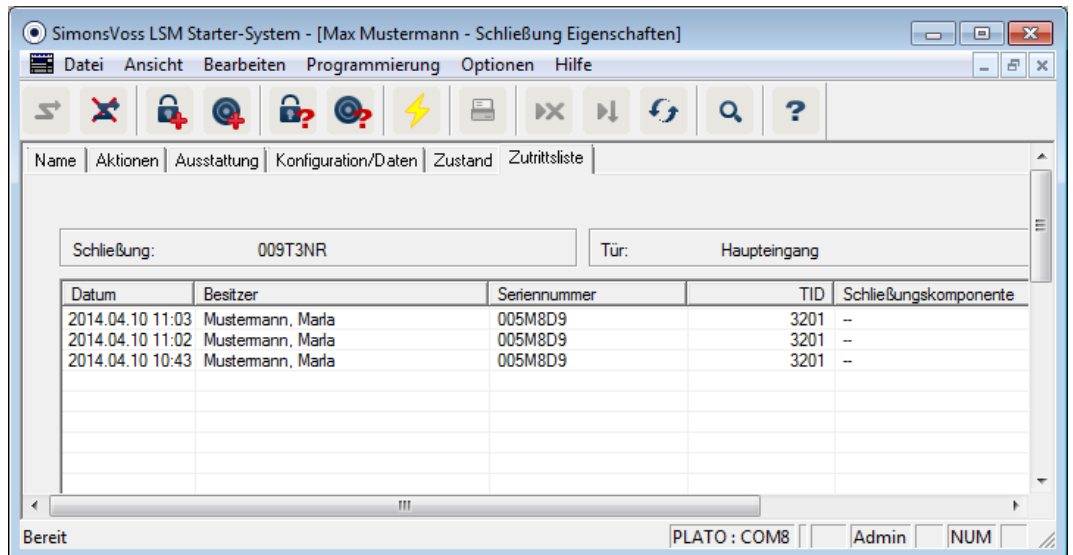 SimonsVoss LSM Starter-System - [Max Mustermann - Schließung Eigenschaften]
Datei Ansicht Bearbeiten Programmierung Optionen Hilfe
Name Aktionen Ausstattung Konfiguration/Daten Zustand Zutrittsliste
Schließung: 009T3NR Tür: Haupteingang
Datum Besitzer Seriennummer TID Schließungskomponente
2014.04.10 11:03 Mustermann, Marla 005M8D9 3201 --
2014.04.10 11:02 Mustermann, Marla 005M8D9 3201 --
2014.04.10 10:43 Mustermann, Marla 005M8D9 3201 --
Bereit PLATO : COM8 Admin NUM